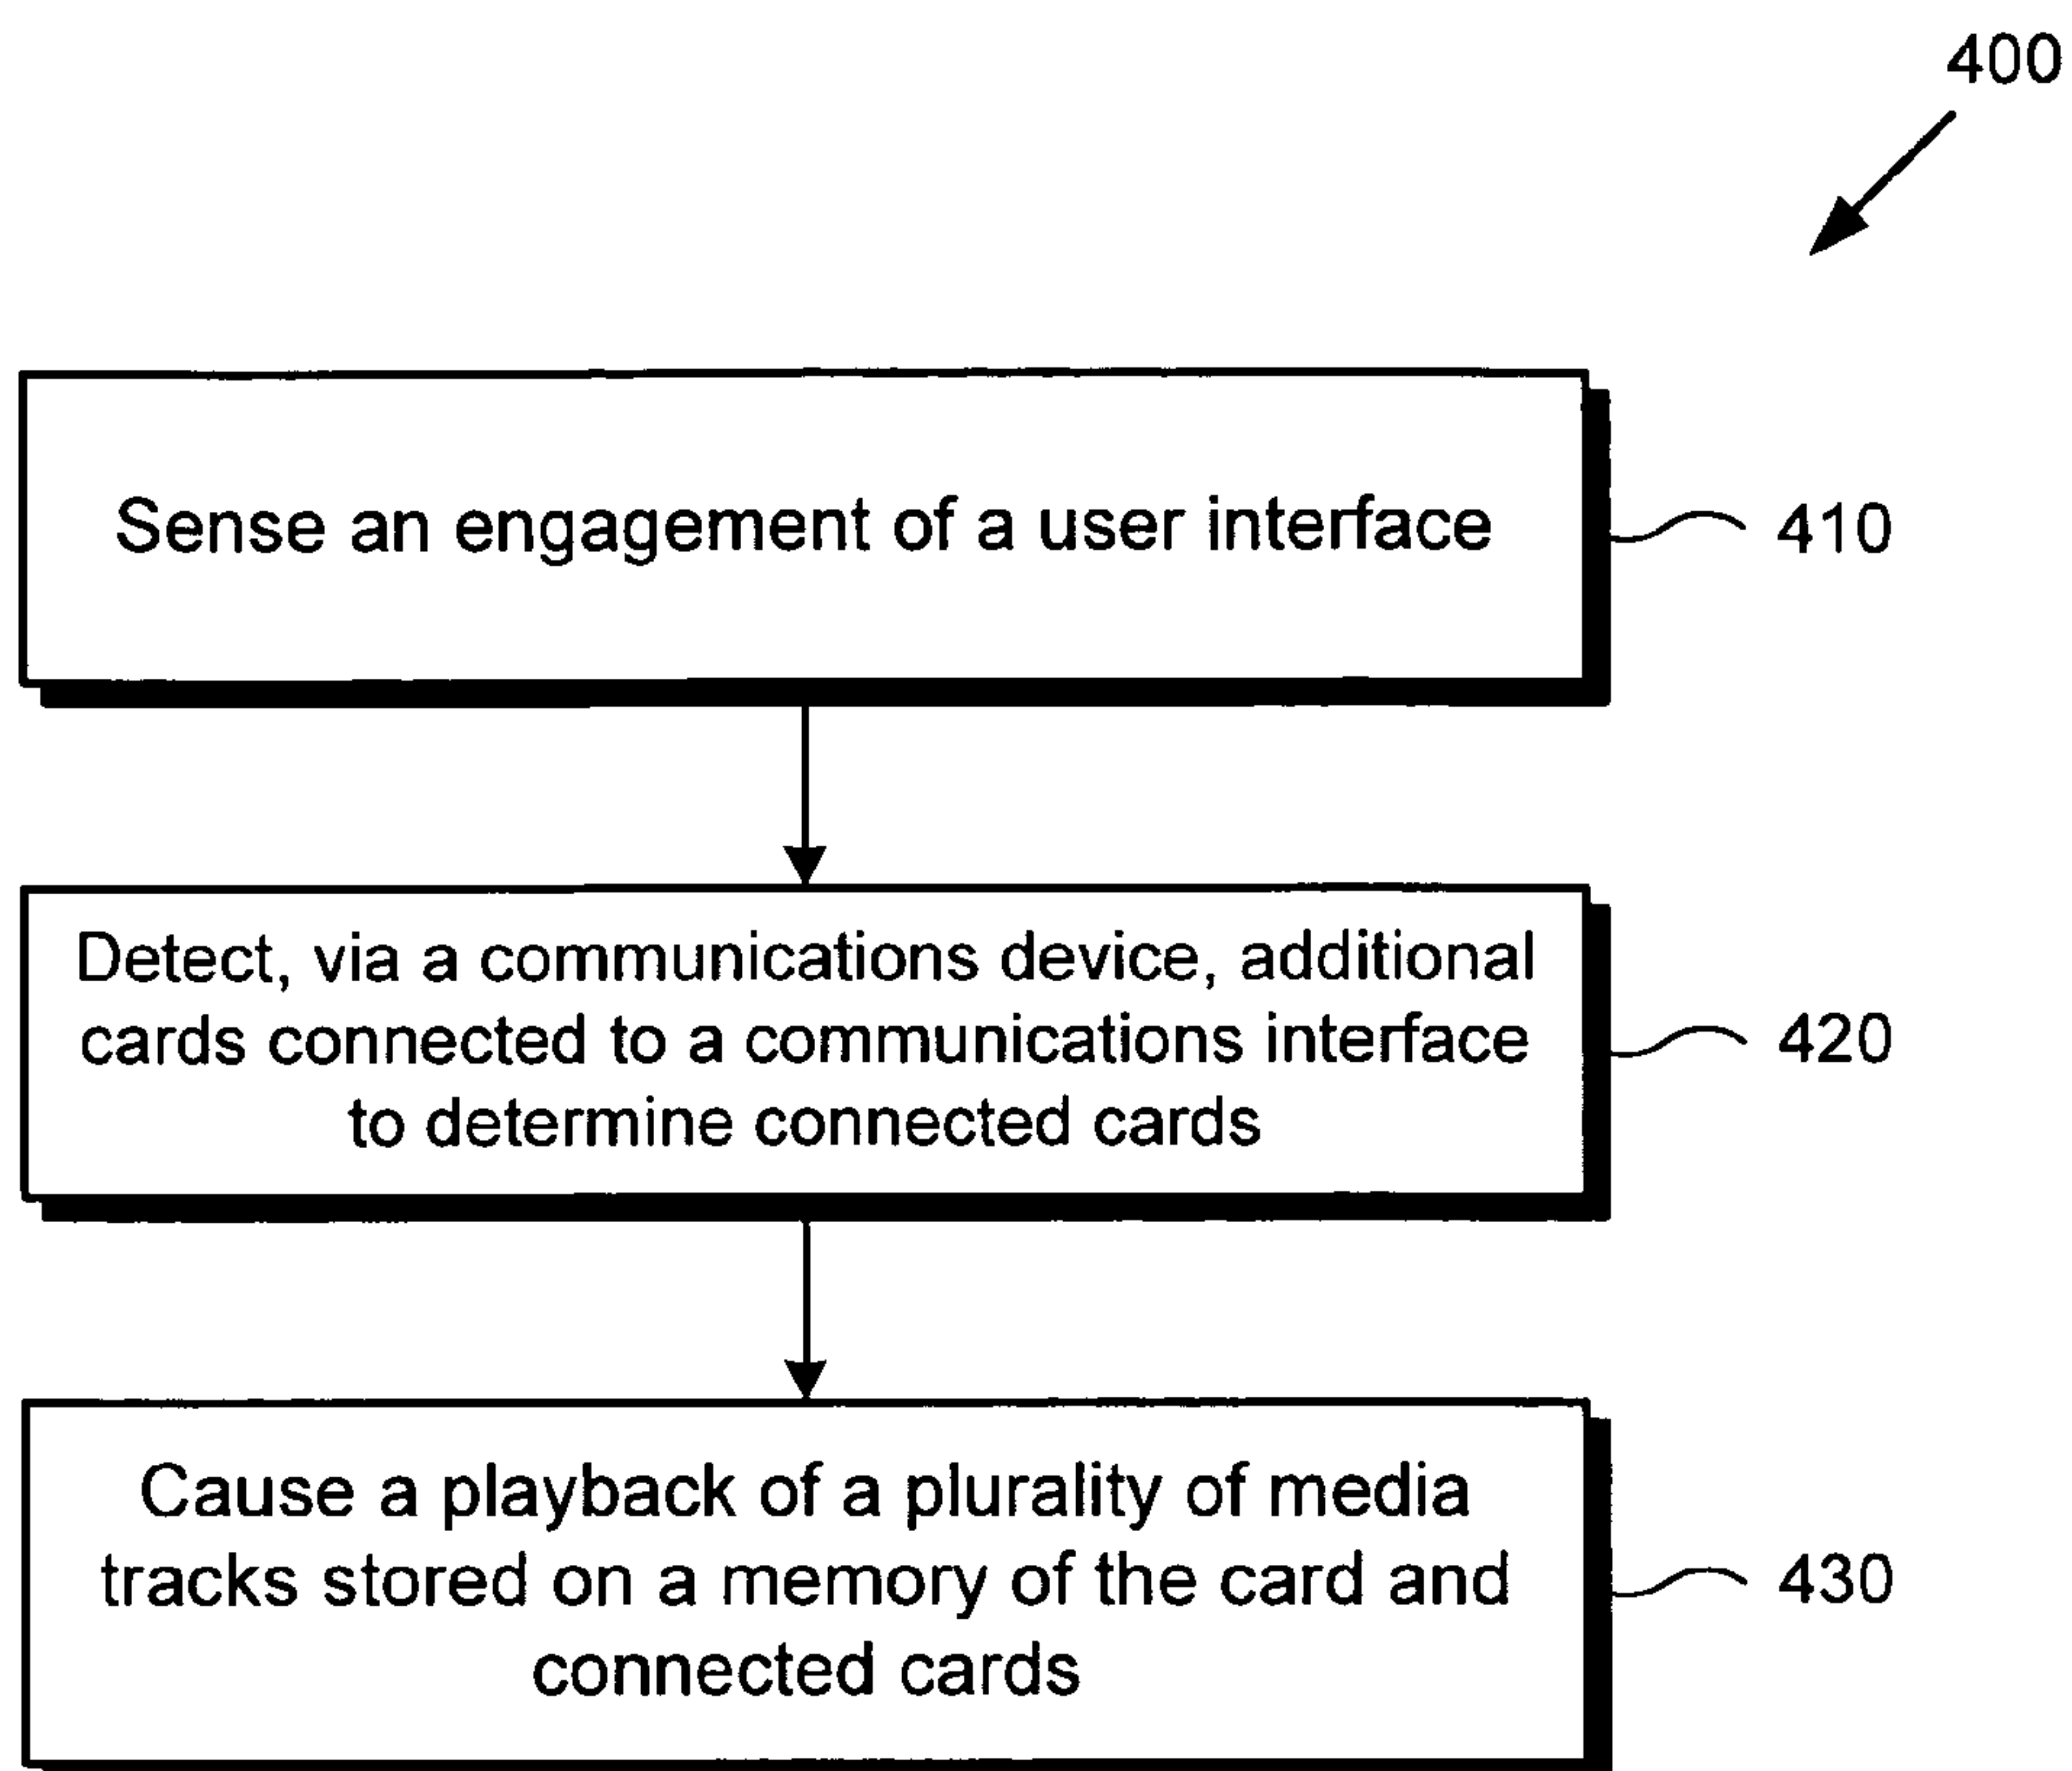 400
Sense an engagement of a user interface
410
Detect, via a communications device, additional
cards connected to a communications interface
to determine connected cards
420
Cause a playback of a plurality of media
tracks stored on a memory of the card and
connected cards
430